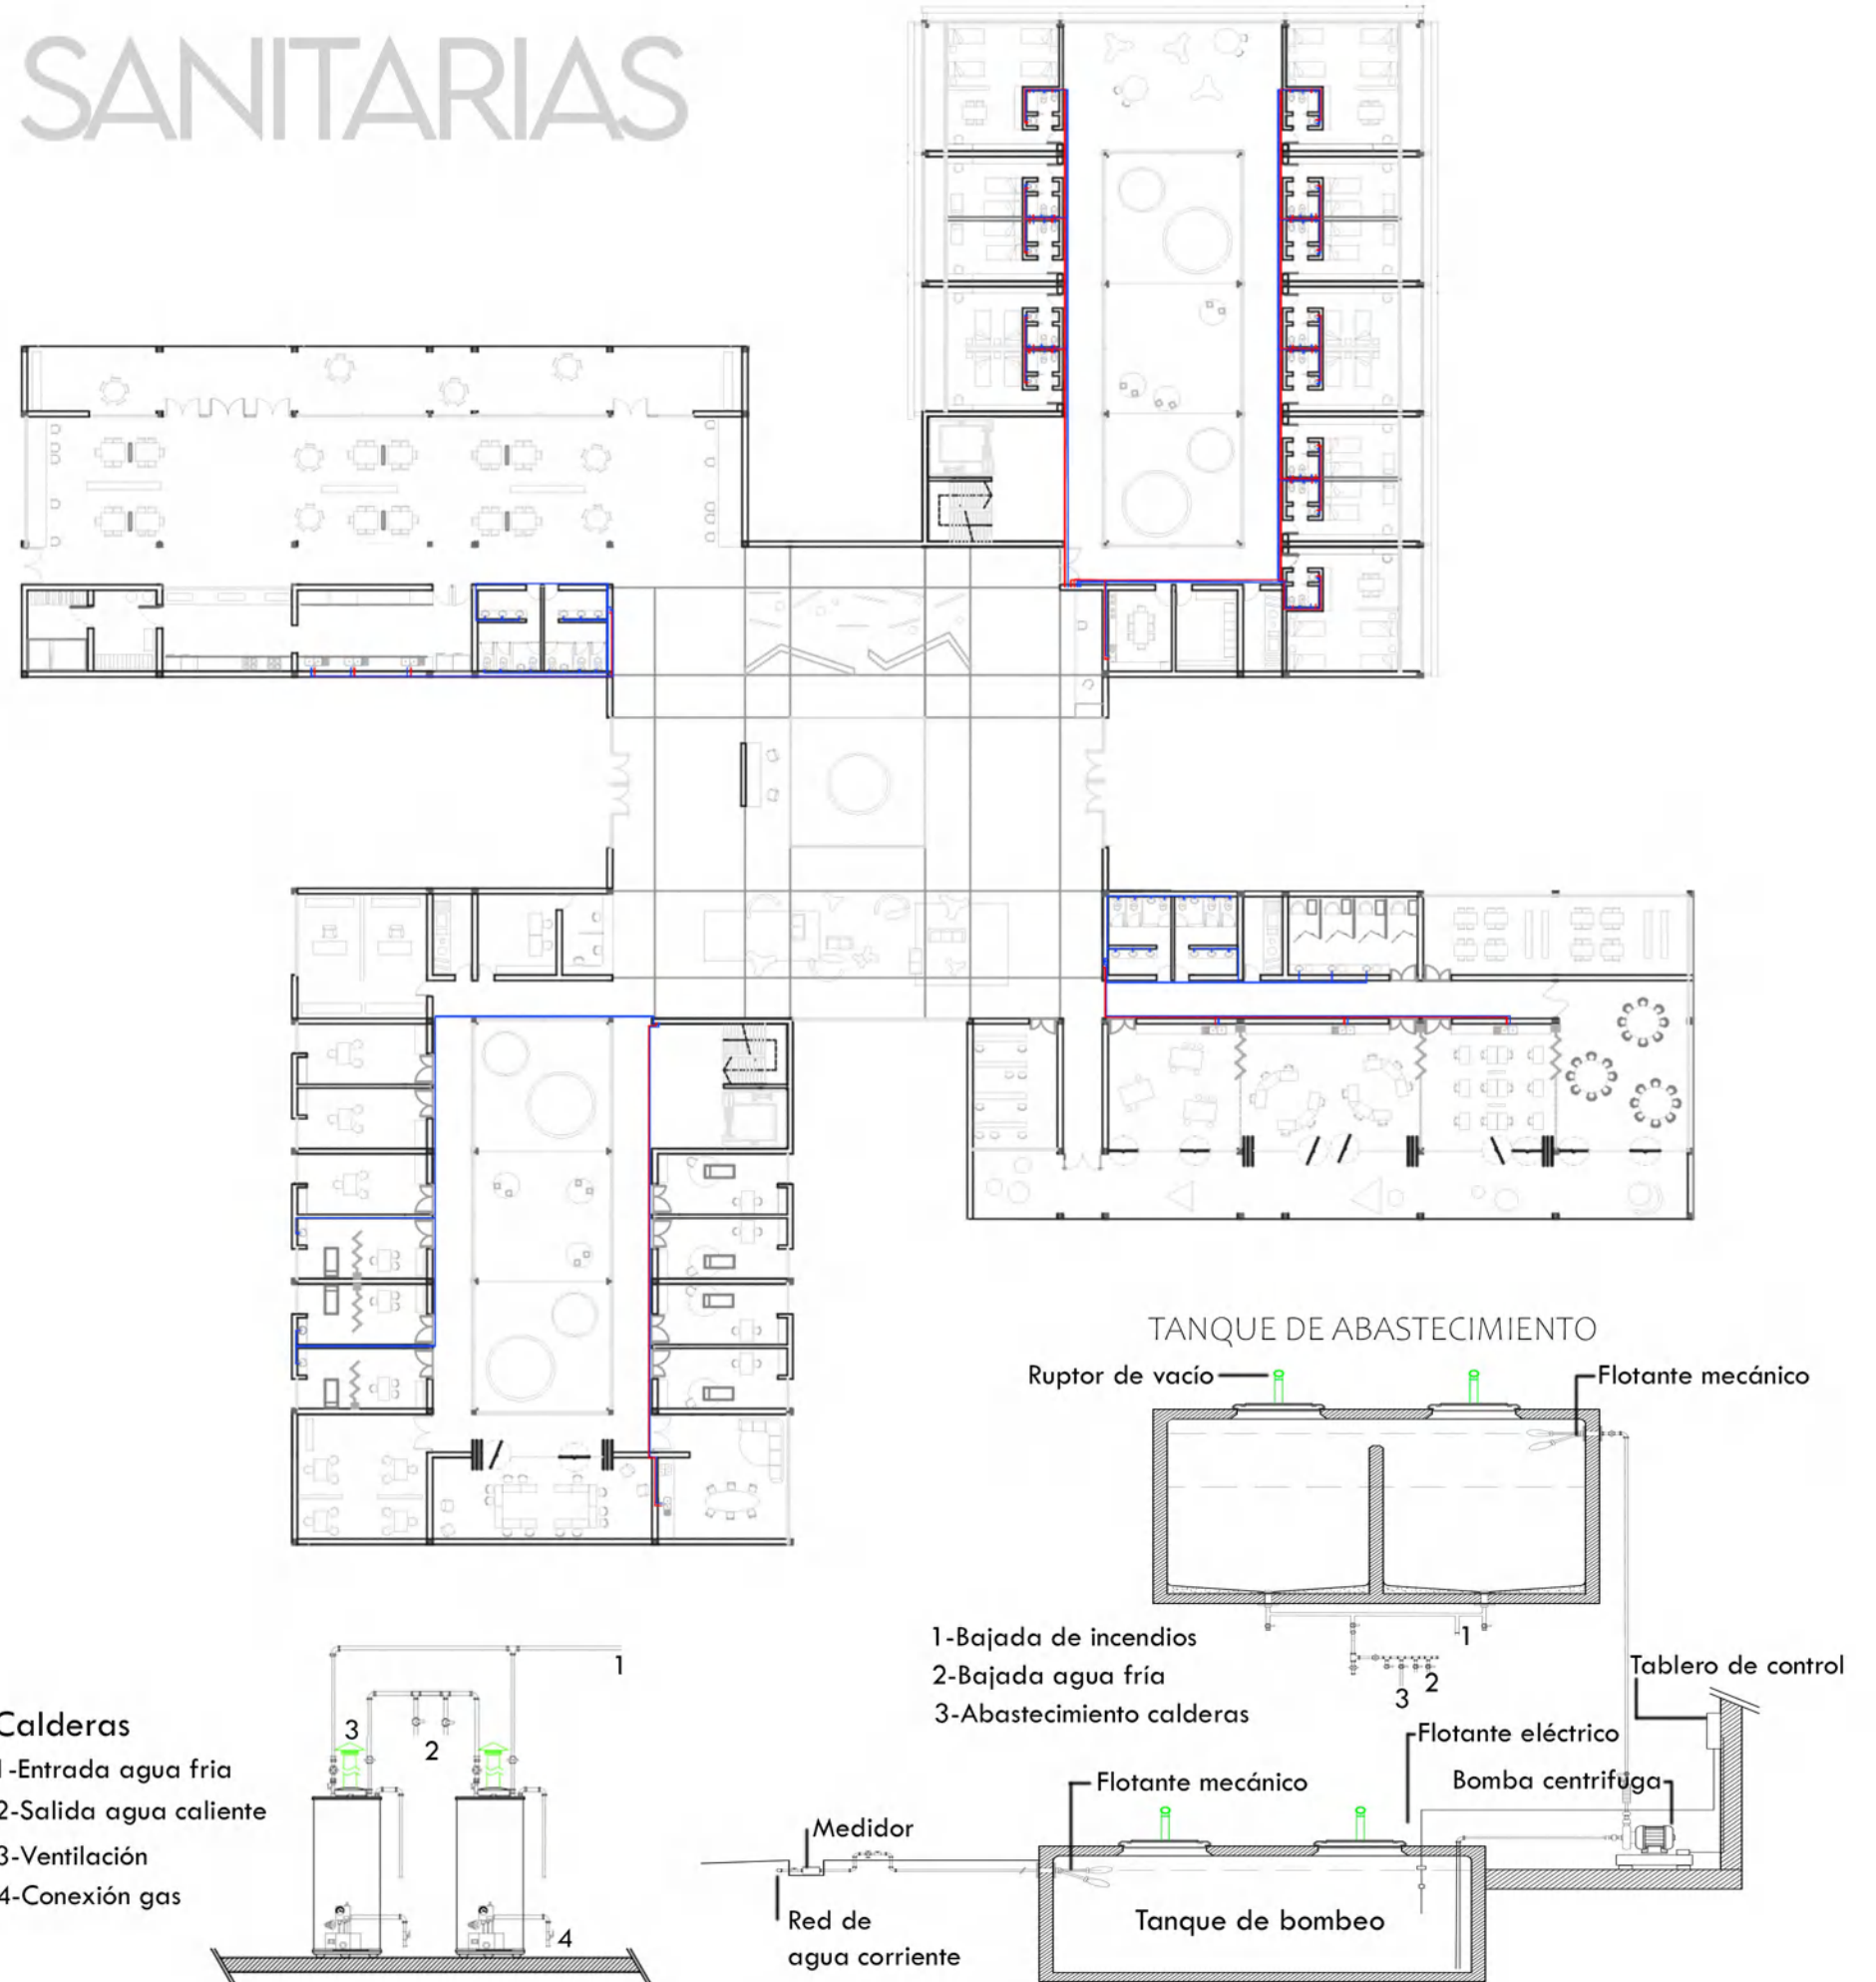 SANITARIAS
TANQUE DE ABASTECIMIENTO
Ruptor de vacío
Flotante mecánico
1-Bajada de incendios
2-Bajada agua fría
3-Abastecimiento calderas
1
2
3
Tablero de control
Flotante eléctrico
Bomba centrifuga
Flotante mecánico
Medidor
Red de
agua corriente
Tanque de bombeo
Calderas
1-Entrada agua fria
2-Salida agua caliente
3-Ventilación
4-Conexión gas
1
3
2
4